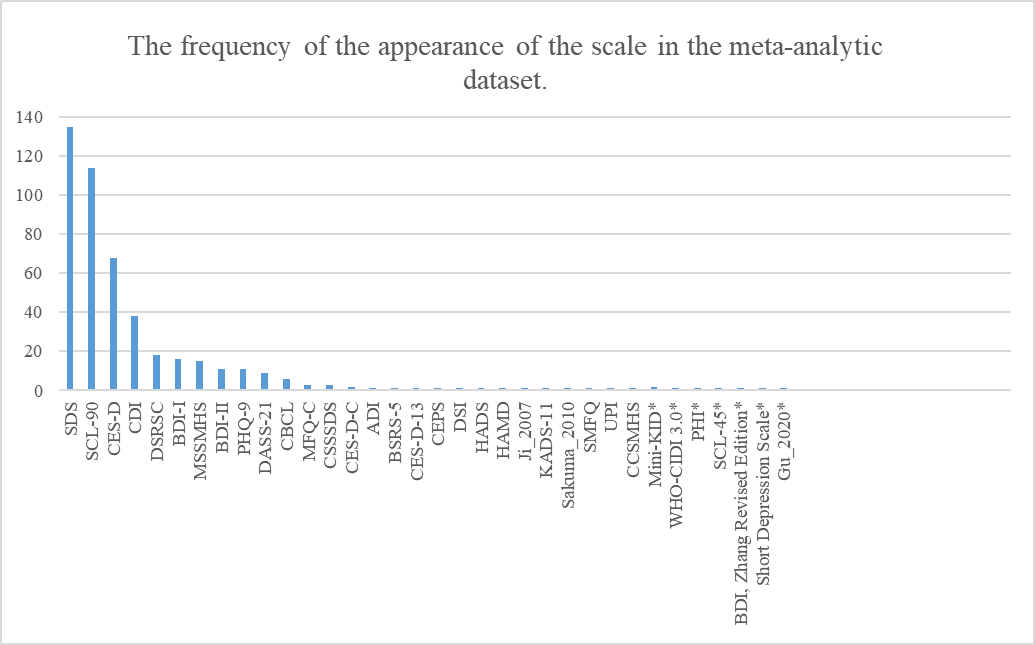 The frequency of the appearance of the scale in the meta-analytic
dataset.
140
120
100
80
60
40
20
0
SDS
SCL-90
CES-D
CDI
DSRSC
BDI-I
MSSMHS
BDI-II
PHQ-9
DASS-21
CBCL
MFQ-C
CSSSDS
CES-D-C
ADI
BSRS-5
CES-D-13
CEPS
DSI
HADS
HAMD
Ji_2007
KADS-11
Sakuma_2010
SMFQ
UPI
CCSMHS
Mini-KID*
WHO-CIDI 3.0*
PHI*
SCL-45*
BDI, Zhang Revised Edition*
Short Depression Scale*
Gu_2020*